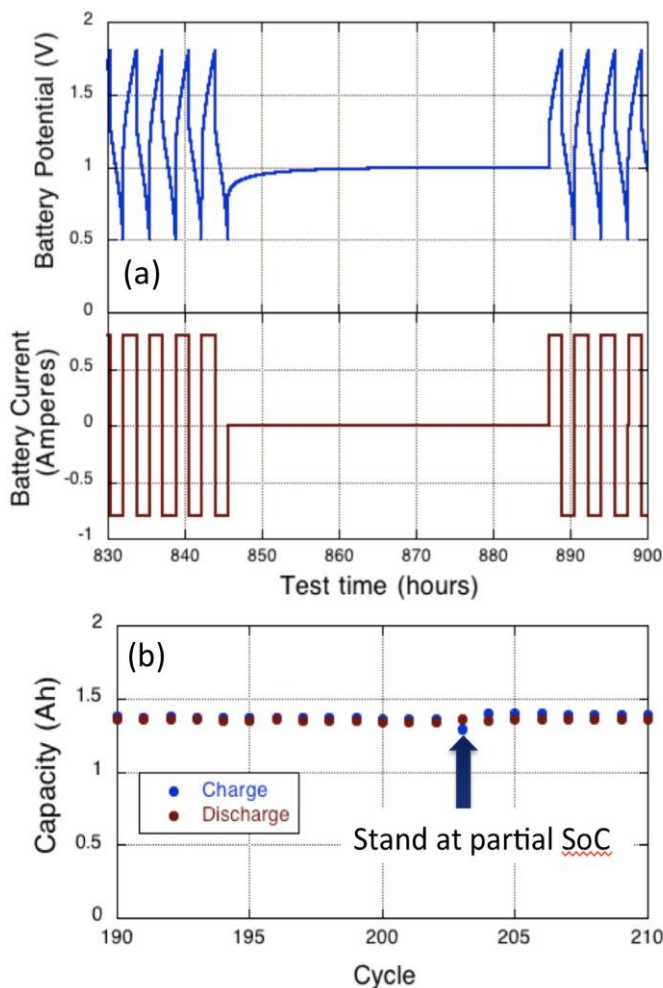 2
1.5
1
0.5
0
Battery Potential (V)
(a)
0.5
0
-0.5
-1
Battery Current
(Amperes)
830 840 850 860 870 880 890 900
Test time (hours)
2
1.5
1
0.5
0
Capacity (Ah)
(b)
Charge
Discharge
Stand at partial SoC
190 195 200 205 210
Cycle